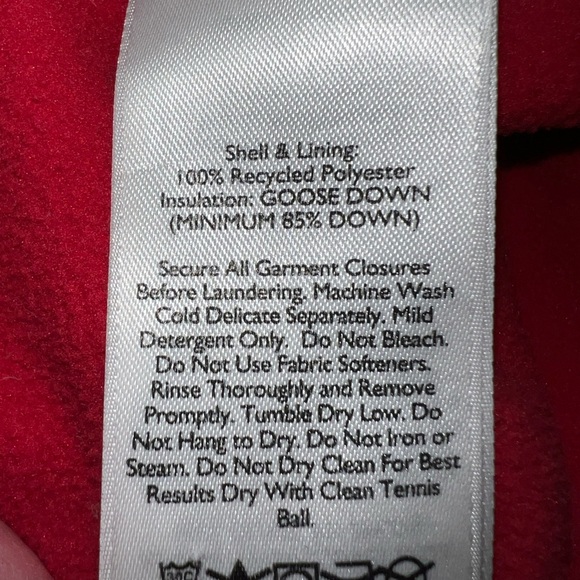 Shell & Lining:
100% Recycled Polyester
Insulation: GOOSE DOWN
(MINIMUM 85% DOWN)
Secure All Garment Closures
Before Laundering. Machine Wash
Cold Delicate Separately. Mild
Detergent Only. Do Not Bleach.
Do Not Use Fabric Softeners.
Rinse Thoroughly and Remove
Promptly. Tumble Dry Low. Do
Not Hang to Dry. Do Not Iron or
Steam. Do Not Dry Clean For Best
Results Dry With Clean Tennis
Ball.